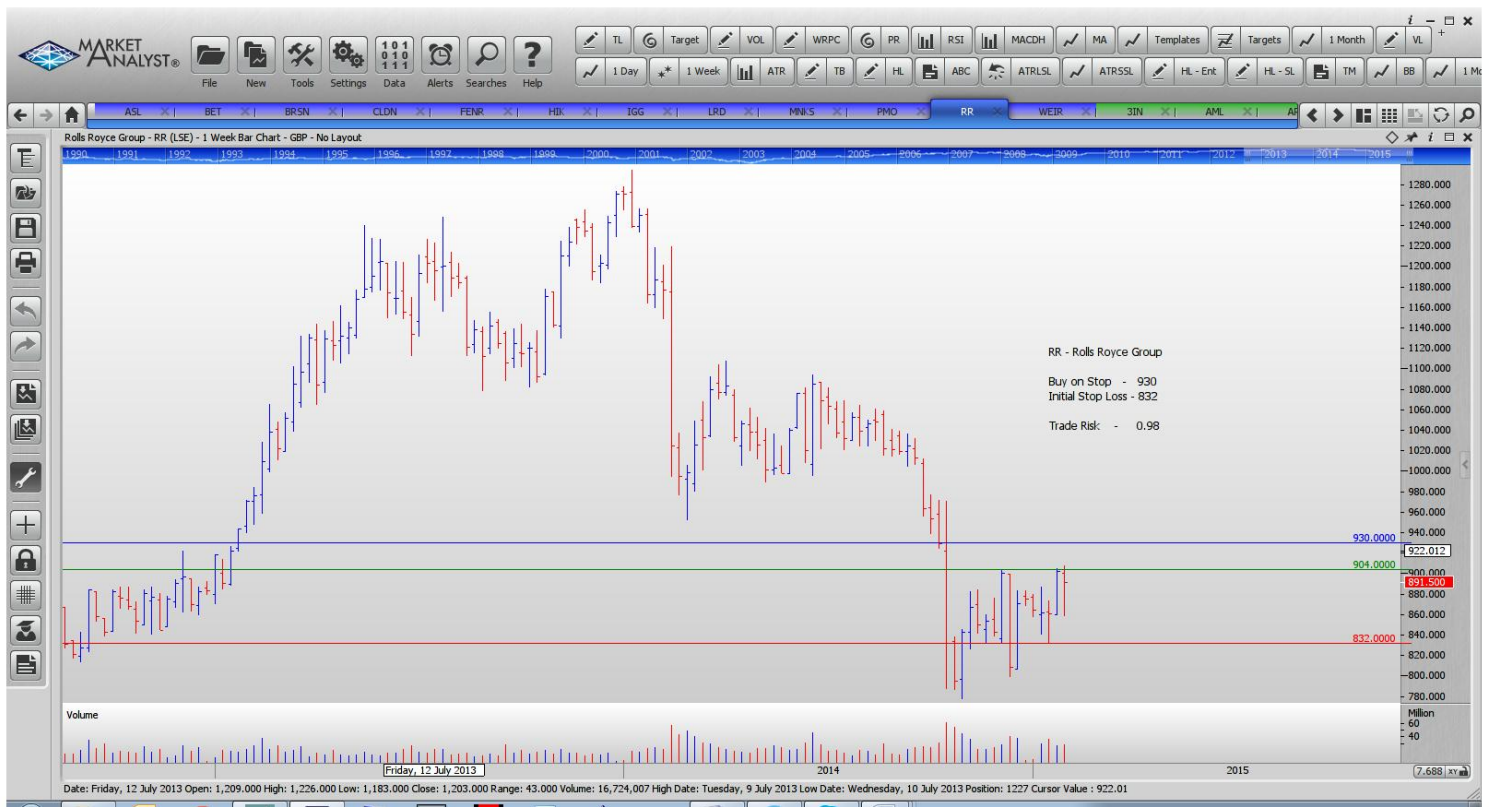 i
MARKET ANALYST®
File New Tools Settings Data Alerts Searches Help
TL Target VOL WRPC PR RSI MACDH MA Templates Targets 1 Month VL
1 Day 1 Week ATR TB HL ABC ATRLSL ATRSSL HL - Ent HL - SL TM BB 1 Mo
ASL BET BRSN CLDN FENR HIK IGG LRD MNKS PMO RR WEIR 3IN AML
Rolls Royce Group - RR (LSE) - 1 Week Bar Chart - GBP - No Layout
1990 1991 1992 1993 1994 1995 1996 1997 1998 1999 2000 2001 2002 2003 2004 2005 2006 2007 2008 2009 2010 2011 2012 2013 2014 2015
1280.000
1260.000
1240.000
1220.000
1200.000
1180.000
1160.000
1140.000
1120.000
1100.000
1080.000
1060.000
1040.000
1020.000
1000.000
980.000
960.000
940.000
922.012
900.000
891.500
880.000
860.000
840.000
820.000
800.000
780.000
RR - Rolls Royce Group
Buy on Stop - 930
Initial Stop Loss - 832
Trade Risk - 0.98
930.0000
904.0000
832.0000
Volume
Million
60
40
Friday, 12 July 2013 2014 2015
7.688 XY
Date: Friday, 12 July 2013 Open: 1,209.000 High: 1,226.000 Low: 1,183.000 Close: 1,203.000 Range: 43.000 Volume: 16,724,007 High Date: Tuesday, 9 July 2013 Low Date: Wednesday, 10 July 2013 Position: 1227 Cursor Value : 922.01